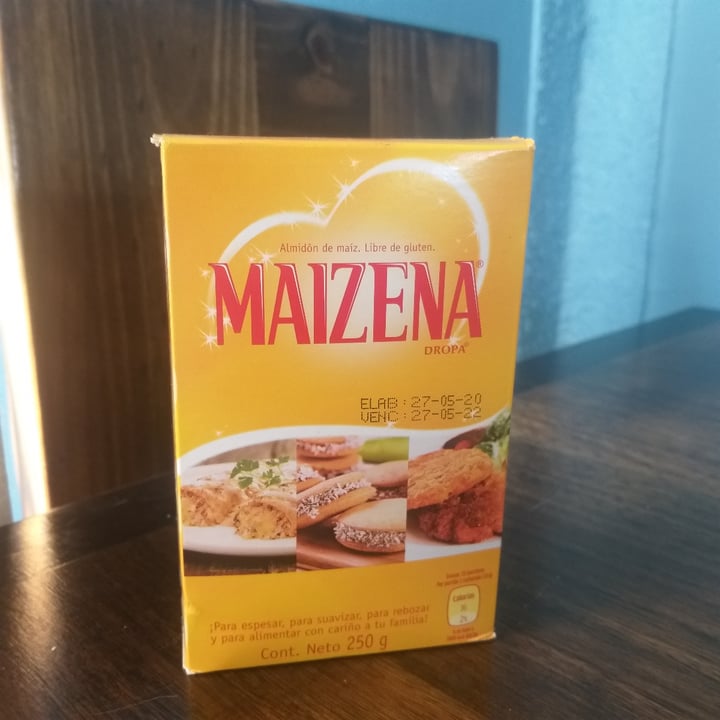 Almidón de maíz. Libre de gluten.
MAIZENA®
DROPA®
ELAB : 27-05-20
VENC : 27-05-22
¡Para espesar, para suavizar, para rebozar
y para alimentar con cariño a tu familia!
Cont. Neto 250 g
Calorías